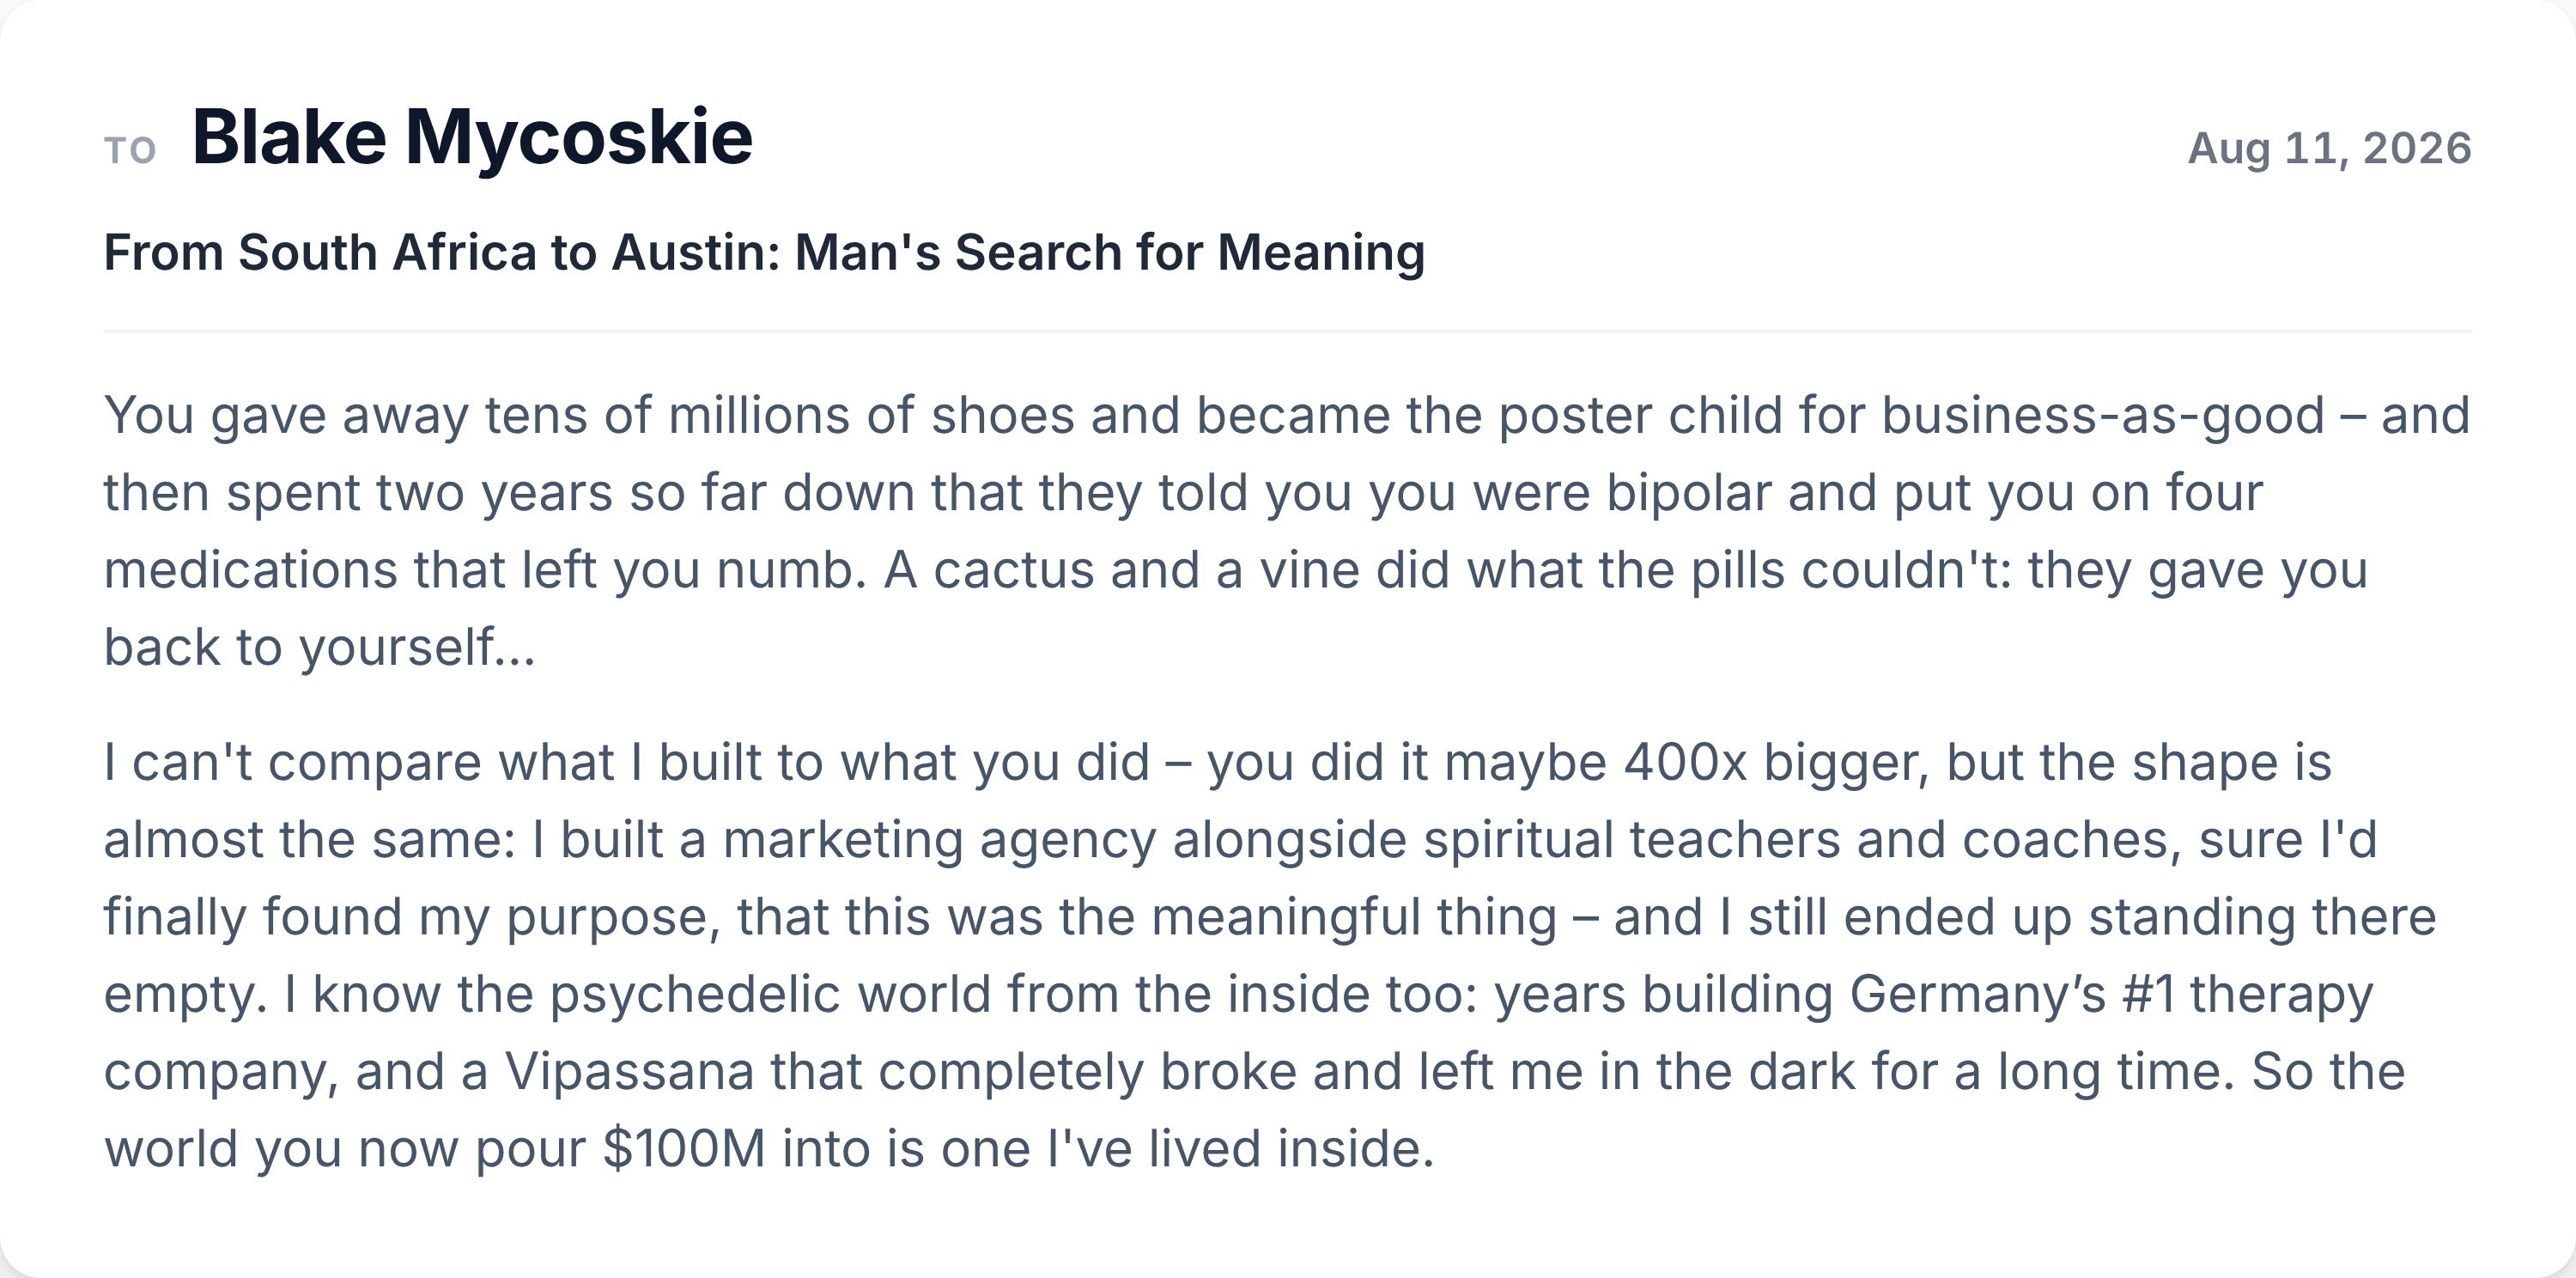 TO Blake Mycoskie Aug 11, 2026
From South Africa to Austin: Man's Search for Meaning
You gave away tens of millions of shoes and became the poster child for business-as-good – and
then spent two years so far down that they told you you were bipolar and put you on four
medications that left you numb. A cactus and a vine did what the pills couldn't: they gave you
back to yourself...
I can't compare what I built to what you did – you did it maybe 400x bigger, but the shape is
almost the same: I built a marketing agency alongside spiritual teachers and coaches, sure I'd
finally found my purpose, that this was the meaningful thing – and I still ended up standing there
empty. I know the psychedelic world from the inside too: years building Germany’s #1 therapy
company, and a Vipassana that completely broke and left me in the dark for a long time. So the
world you now pour $100M into is one I've lived inside.